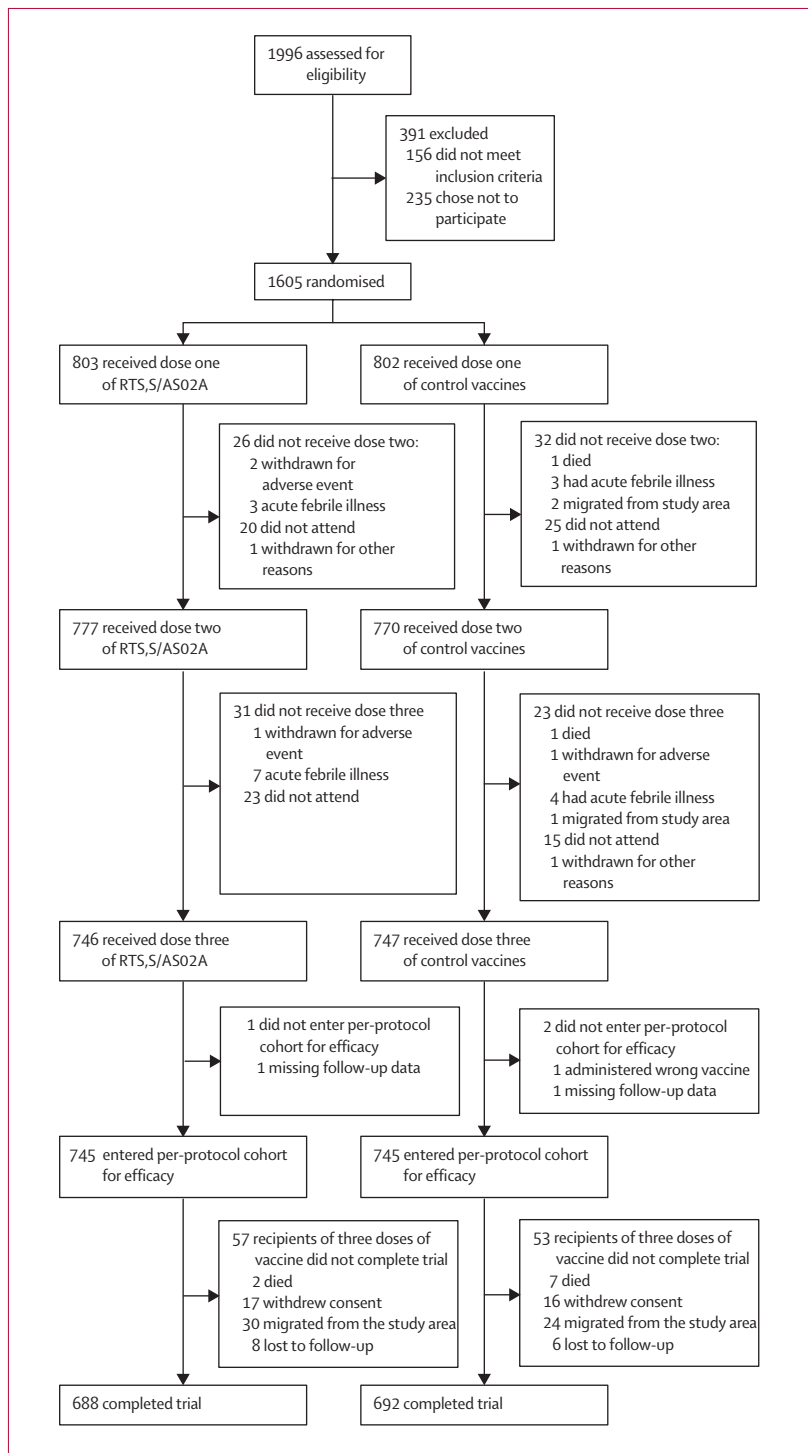 1996 assessed for
eligibility
391 excluded
156 did not meet
inclusion criteria
235 chose not to
participate
1605 randomised
803 received dose one
of RTS,S/AS02A
802 received dose one
of control vaccines
26 did not receive dose two:
2 withdrawn for
adverse event
3 acute febrile illness
20 did not attend
1 withdrawn for other
reasons
32 did not receive dose two:
1 died
3 had acute febrile illness
2 migrated from study area
25 did not attend
1 withdrawn for other
reasons
777 received dose two
of RTS,S/AS02A
770 received dose two
of control vaccines
31 did not receive dose three
1 withdrawn for adverse
event
7 acute febrile illness
23 did not attend
23 did not receive dose three
1 died
1 withdrawn for adverse
event
4 had acute febrile illness
1 migrated from study area
15 did not attend
1 withdrawn for other
reasons
746 received dose three
of RTS,S/AS02A
747 received dose three
of control vaccines
1 did not enter per-protocol
cohort for efficacy
1 missing follow-up data
2 did not enter per-protocol
cohort for efficacy
1 administered wrong vaccine
1 missing follow-up data
745 entered per-protocol cohort
for efficacy
745 entered per-protocol cohort
for efficacy
57 recipients of three doses of
vaccine did not complete trial
2 died
17 withdrew consent
30 migrated from the study area
8 lost to follow-up
53 recipients of three doses of
vaccine did not complete trial
7 died
16 withdrew consent
24 migrated from the study area
6 lost to follow-up
688 completed trial
692 completed trial